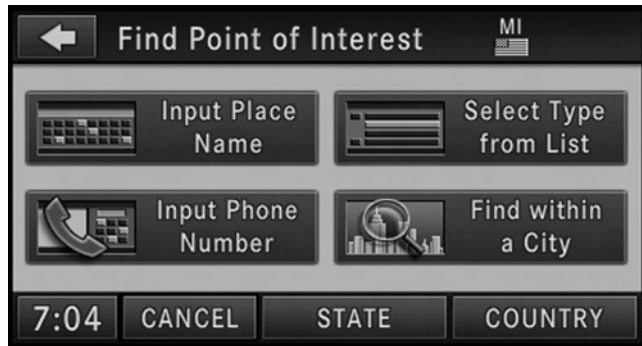 Find Point of Interest
MI
Input Place
Name
Select Type
from List
Input Phone
Number
Find within
a City
7:04
CANCEL
STATE
COUNTRY